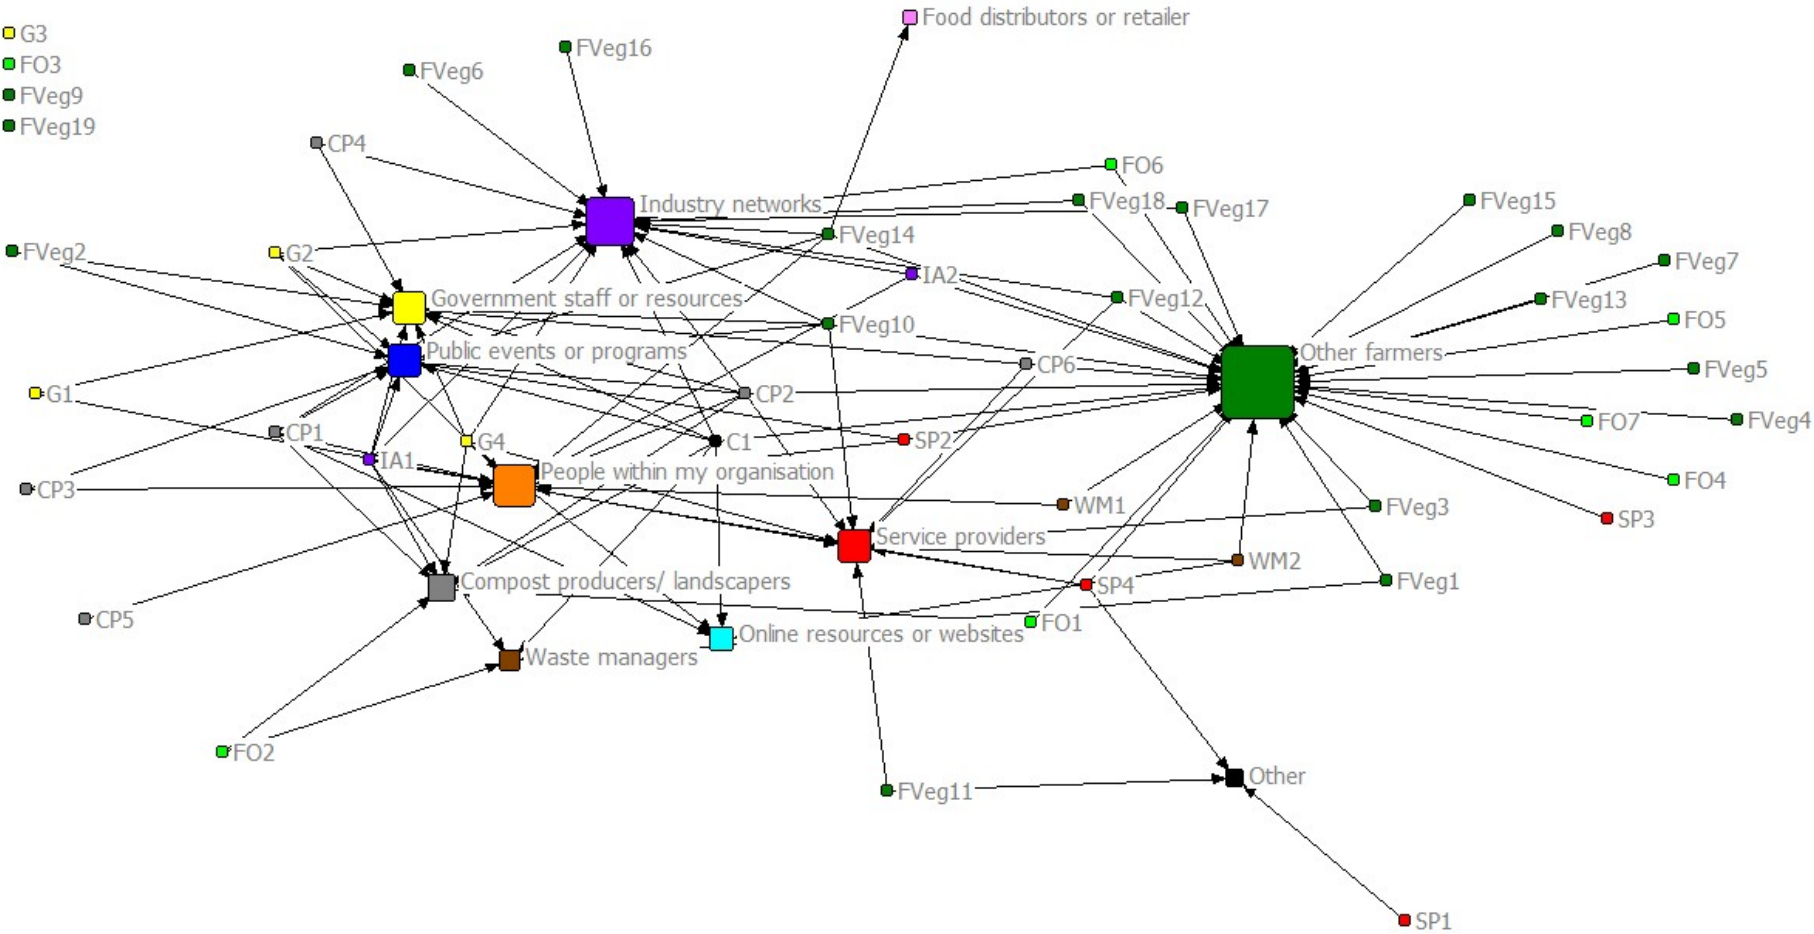 Food distributors or retailer
G3
FVeg16
FO3
FVeg6
FVeg9
FVeg19
CP4
FO6
FVeg18
FVeg15
Industry networks
FVeg17
FVeg8
FVeg14
FVeg2
G2
FVeg7
IA2
Government staff or resources
FVeg12
FVeg13
FO5
FVeg10
Public events or programs
Other farmers
CP6
FVeg5
G1
CP2
FVeg4
FO7
CP1
G4
C1
SP2
IA1
People within my organisation
FO4
CP3
WM1
FVeg3
SP3
Service providers
WM2
Compost producers/ landscapers
SP4
FVeg1
CP5
FO1
Online resources or websites
Waste managers
FO2
Other
FVeg11
SP1